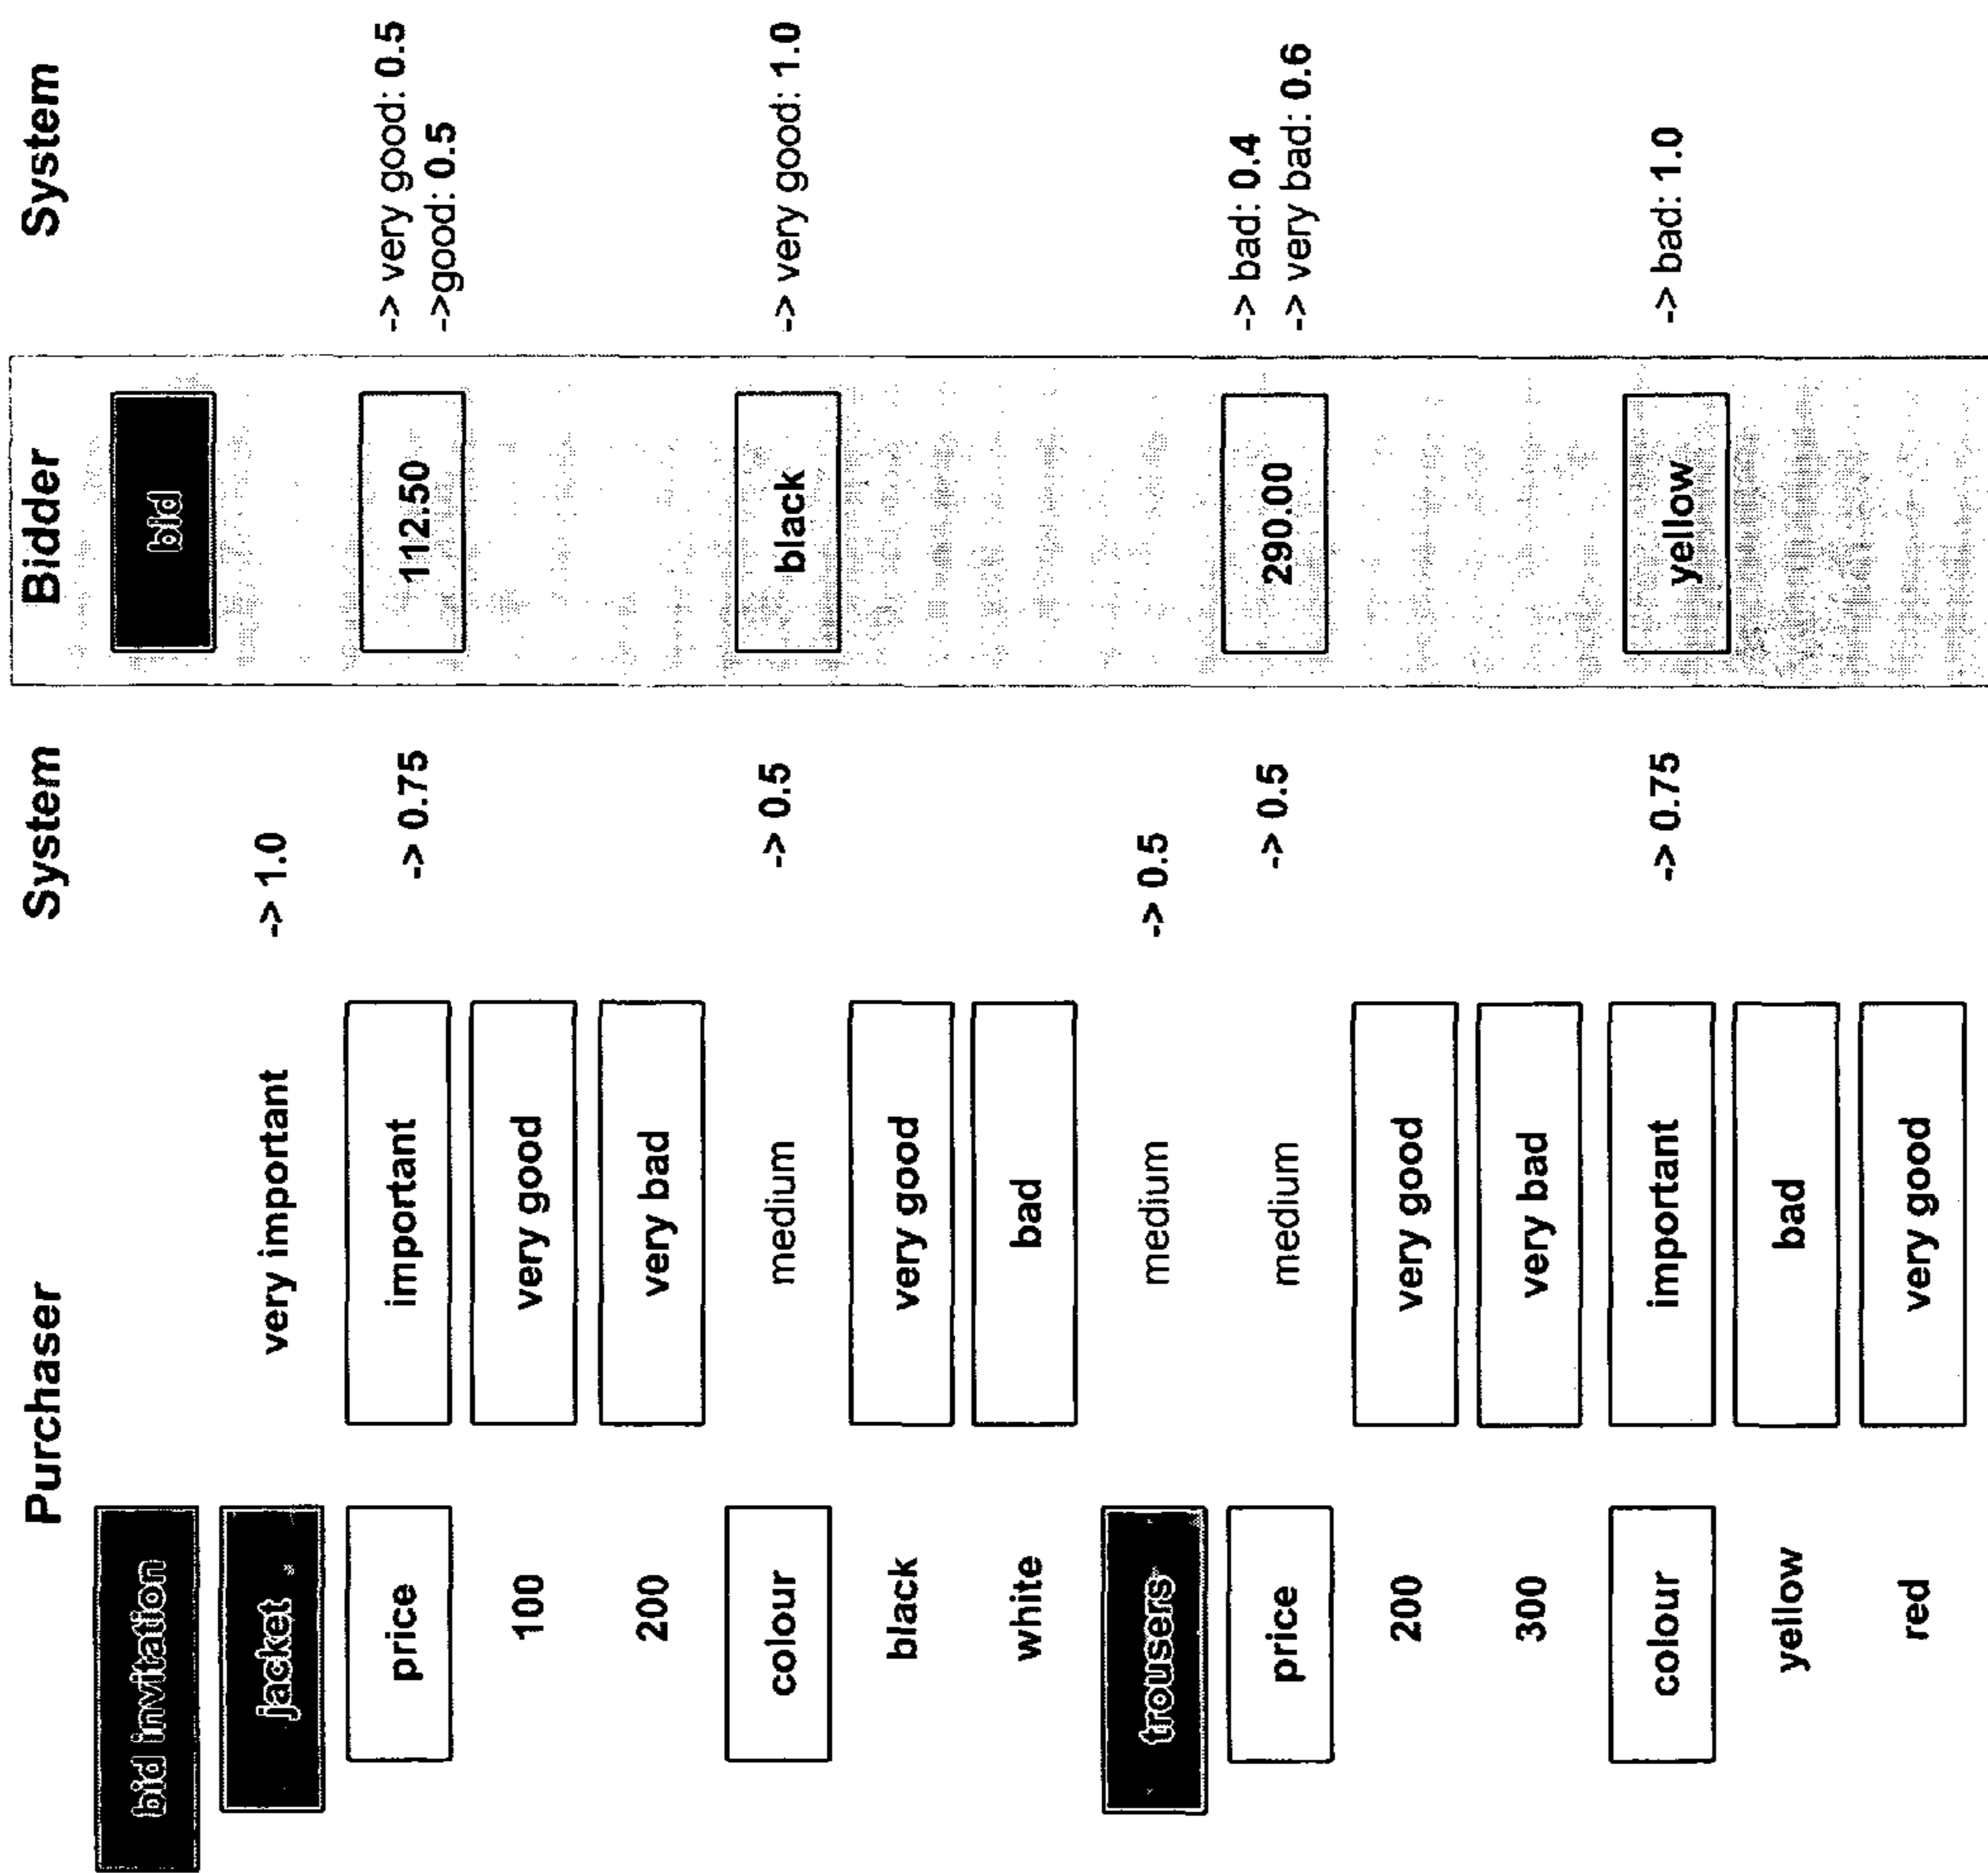 Purchaser System Bidder System
bid invitation bid
jacket very important -> 1.0
price important -> 0.75 112.50 -> very good: 0.5
->good: 0.5
100 very good
200 very bad
colour medium -> 0.5 black -> very good: 1.0
black very good
white bad
trousers medium -> 0.5
price medium -> 0.5 290.00 -> bad: 0.4
-> very bad: 0.6
200 very good
300 very bad
colour important -> 0.75 yellow -> bad: 1.0
yellow bad
red very good